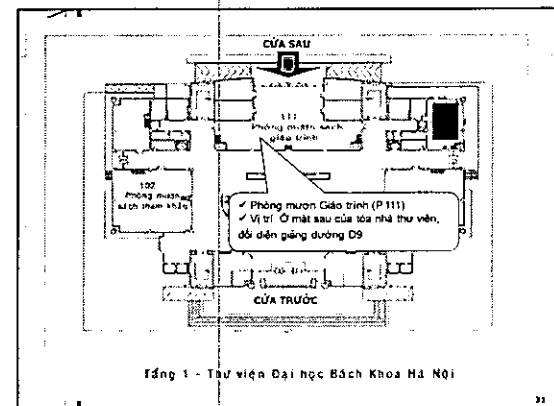 CỬA SAU
111
Phòng mượn sách
giáo trình
102
Phòng mượn
sách tham khảo
✓ Phòng mượn Giáo trình (P 111)
✓ Vị trí Ở mặt sau của tòa nhà thư viện,
đối diện giảng đường D9
CỬA TRƯỚC
Tầng 1 - Thư viện Đại học Bách Khoa Hà Nội